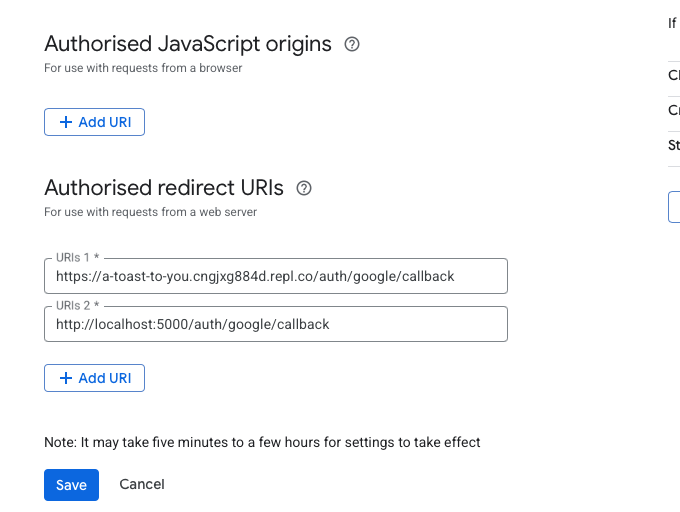 Authorised JavaScript origins
For use with requests from a browser
+ Add URI
Authorised redirect URIs
For use with requests from a web server
URIs 1 *
https://a-toast-to-you.cngjxg884d.repl.co/auth/google/callback
URIs 2 *
http://localhost:5000/auth/google/callback
+ Add URI
Note: It may take five minutes to a few hours for settings to take effect
Save
Cancel
If
St